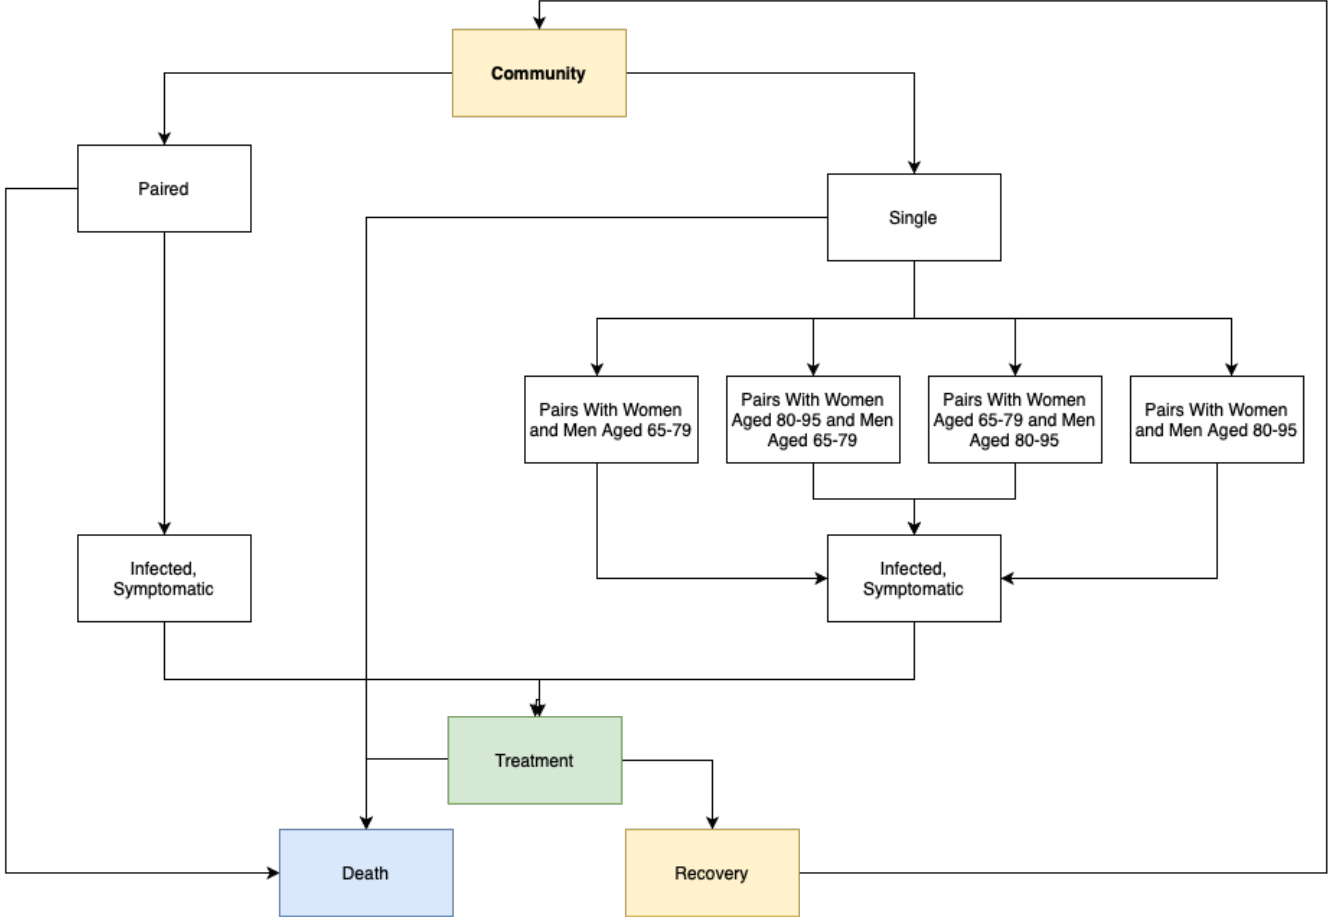 Community
Paired
Single
Pairs With Women
and Men Aged 65-79
Pairs With Women
Aged 80-95 and Men
Aged 65-79
Pairs With Women
Aged 65-79 and Men
Aged 80-95
Pairs With Women
and Men Aged 80-95
Infected,
Symptomatic
Infected,
Symptomatic
Treatment
Death
Recovery